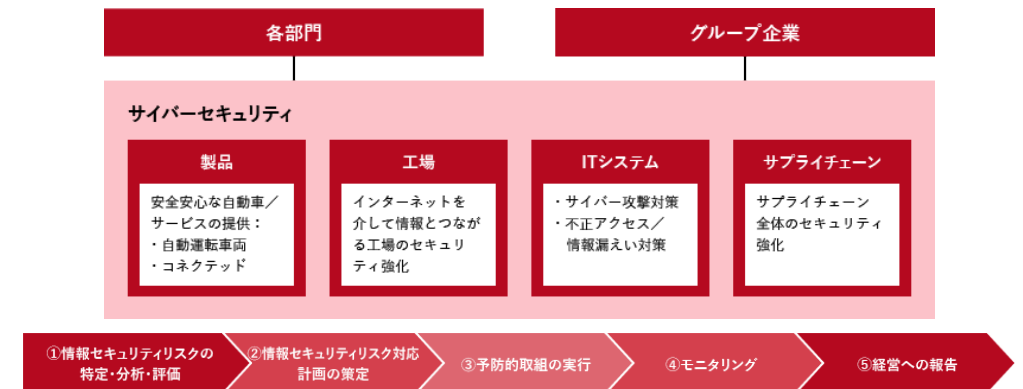 各部門
グループ企業
サイバーセキュリティ
製品
安全安心な自動車／
サービスの提供：
・自動運転車両
・コネクテッド
工場
インターネットを
介して情報とつなが
る工場のセキュリ
ティ強化
ITシステム
・サイバー攻撃対策
・不正アクセス／
情報漏えい対策
サプライチェーン
サプライチェーン
全体のセキュリティ
強化
①情報セキュリティリスクの
特定・分析・評価
②情報セキュリティリスク対応
計画の策定
③予防的取組の実行
④モニタリング
⑤経営への報告